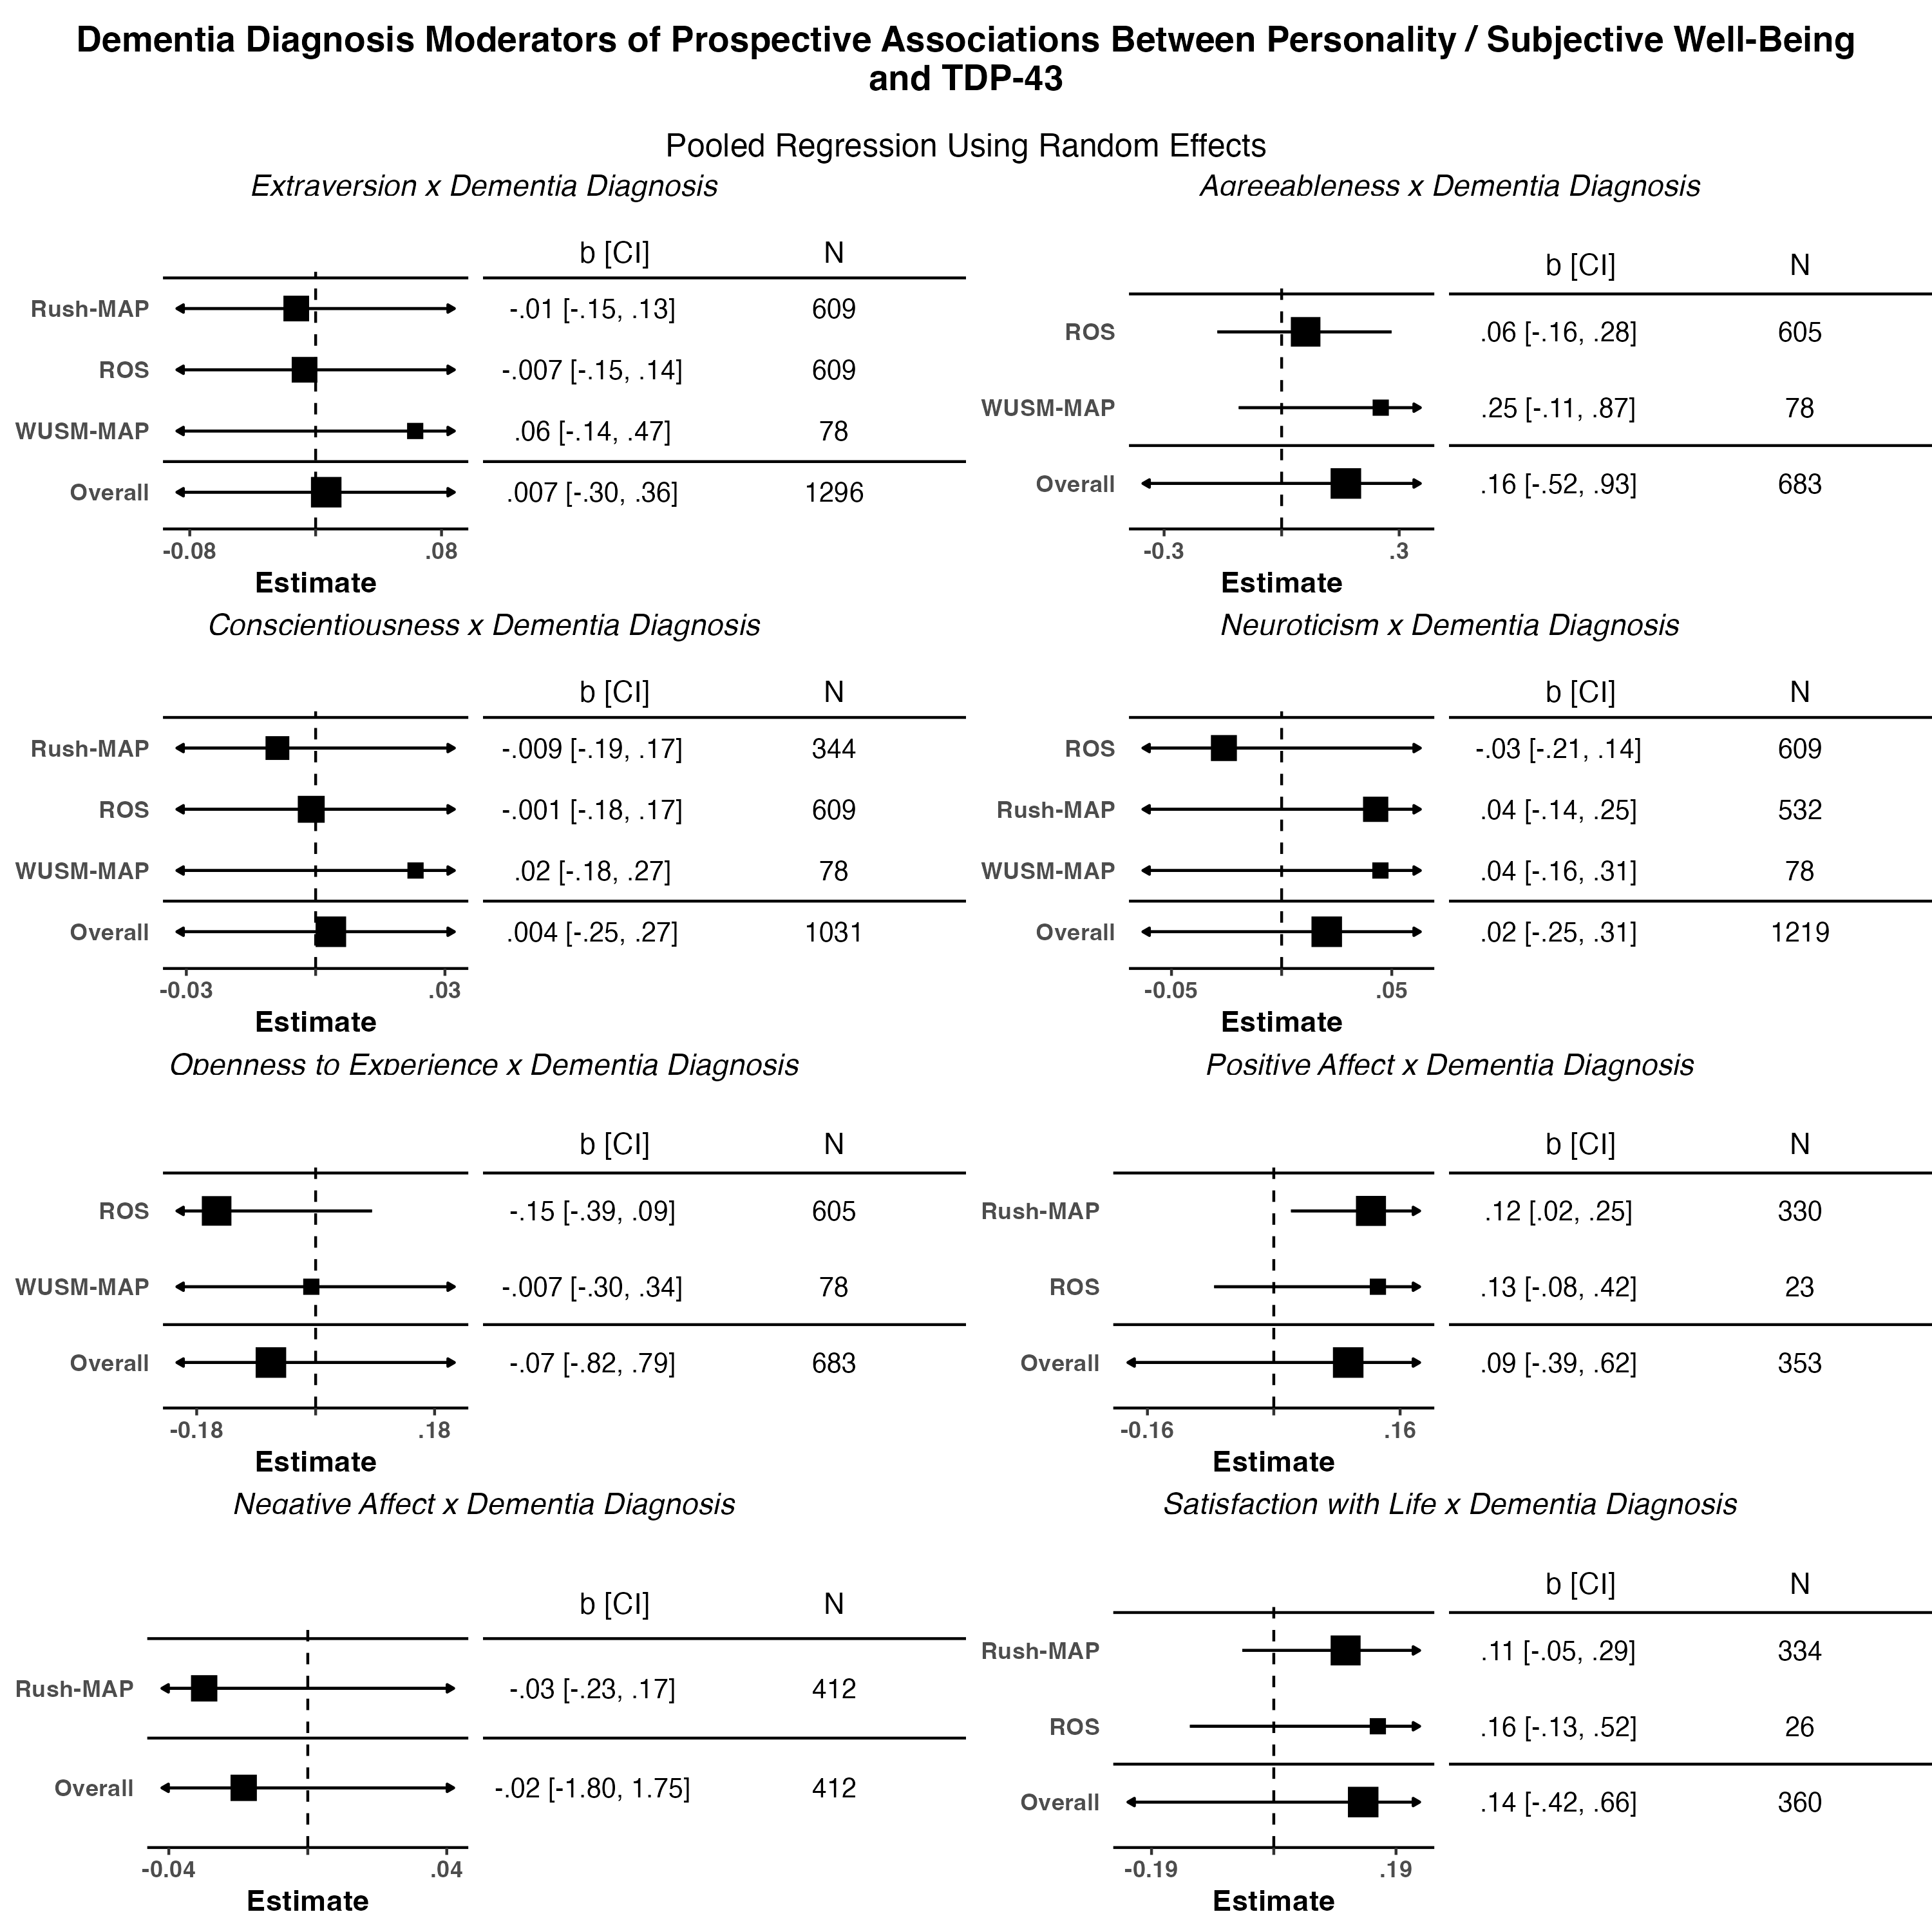 Dementia Diagnosis Moderators of Prospective Associations Between Personality / Subjective Well-Being
and TDP-43
Pooled Regression Using Random Effects
Extraversion x Dementia Diagnosis
b [CI] N
Rush-MAP -.01 [-.15, .13] 609
ROS -.007 [-.15, .14] 609
WUSM-MAP .06 [-.14, .47] 78
Overall .007 [-.30, .36] 1296
-0.08 .08
Estimate
Agreeableness x Dementia Diagnosis
b [CI] N
ROS .06 [-.16, .28] 605
WUSM-MAP .25 [-.11, .87] 78
Overall .16 [-.52, .93] 683
-0.3 .3
Estimate
Conscientiousness x Dementia Diagnosis
b [CI] N
Rush-MAP -.009 [-.19, .17] 344
ROS -.001 [-.18, .17] 609
WUSM-MAP .02 [-.18, .27] 78
Overall .004 [-.25, .27] 1031
-0.03 .03
Estimate
Neuroticism x Dementia Diagnosis
b [CI] N
ROS -.03 [-.21, .14] 609
Rush-MAP .04 [-.14, .25] 532
WUSM-MAP .04 [-.16, .31] 78
Overall .02 [-.25, .31] 1219
-0.05 .05
Estimate
Openness to Experience x Dementia Diagnosis
b [CI] N
ROS -.15 [-.39, .09] 605
WUSM-MAP -.007 [-.30, .34] 78
Overall -.07 [-.82, .79] 683
-0.18 .18
Estimate
Positive Affect x Dementia Diagnosis
b [CI] N
Rush-MAP .12 [.02, .25] 330
ROS .13 [-.08, .42] 23
Overall .09 [-.39, .62] 353
-0.16 .16
Estimate
Negative Affect x Dementia Diagnosis
b [CI] N
Rush-MAP -.03 [-.23, .17] 412
Overall -.02 [-1.80, 1.75] 412
-0.04 .04
Estimate
Satisfaction with Life x Dementia Diagnosis
b [CI] N
Rush-MAP .11 [-.05, .29] 334
ROS .16 [-.13, .52] 26
Overall .14 [-.42, .66] 360
-0.19 .19
Estimate